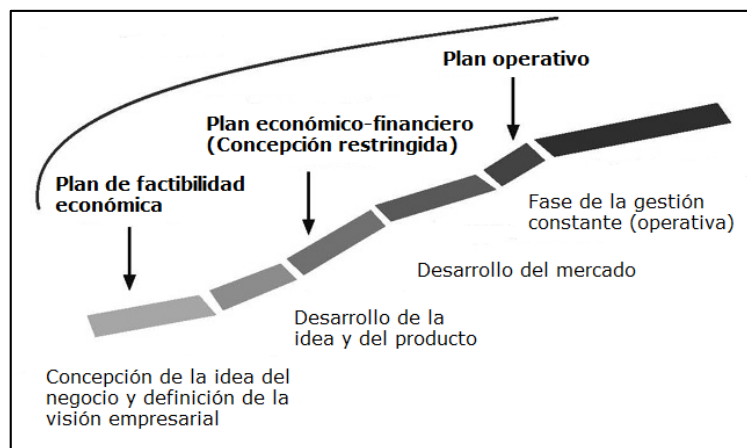 Plan operativo
Plan económico-financiero
(Concepción restringida)
Plan de factibilidad
económica
Fase de la gestión
constante (operativa)
Desarrollo del mercado
Desarrollo de la
idea y del producto
Concepción de la idea del
negocio y definición de la
visión empresarial